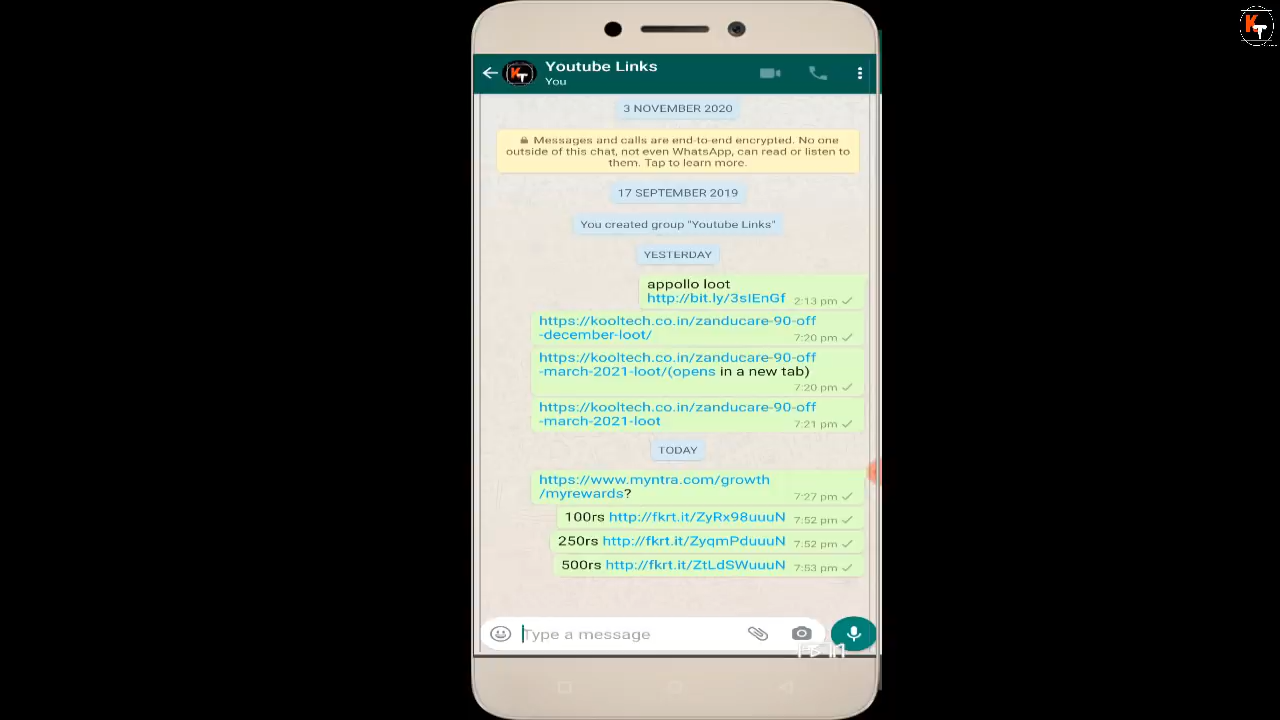 KT
KT
Youtube Links
You
3 NOVEMBER 2020
Messages and calls are end-to-end encrypted. No one
outside of this chat, not even WhatsApp, can read or listen to
them. Tap to learn more.
17 SEPTEMBER 2019
You created group "Youtube Links"
YESTERDAY
appollo loot
http://bit.ly/3sIEnGf 2:13 pm
https://kooltech.co.in/zanducare-90-off
-december-loot/ 7:20 pm
https://kooltech.co.in/zanducare-90-off
-march-2021-loot/(opens in a new tab)
7:20 pm
https://kooltech.co.in/zanducare-90-off
-march-2021-loot 7:21 pm
TODAY
https://www.myntra.com/growth
/myrewards? 7:27 pm
100rs http://fkrt.it/ZyRx98uuuN 7:52 pm
250rs http://fkrt.it/ZyqmPduuuN 7:52 pm
500rs http://fkrt.it/ZtLdSWuuuN 7:53 pm
Type a message